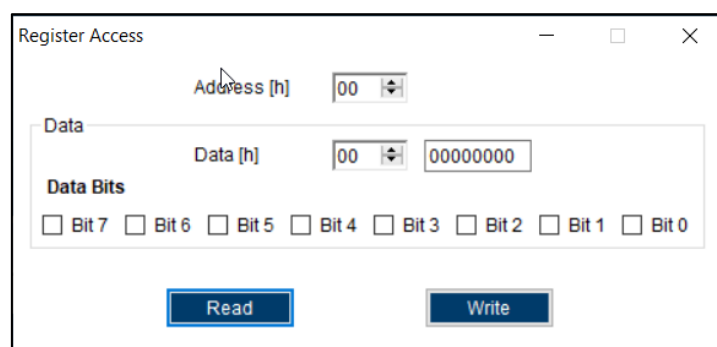 Register Access
Address [h] 00
Data
Data [h] 00 00000000
Data Bits
Bit 7 Bit 6 Bit 5 Bit 4 Bit 3 Bit 2 Bit 1 Bit 0
Read Write